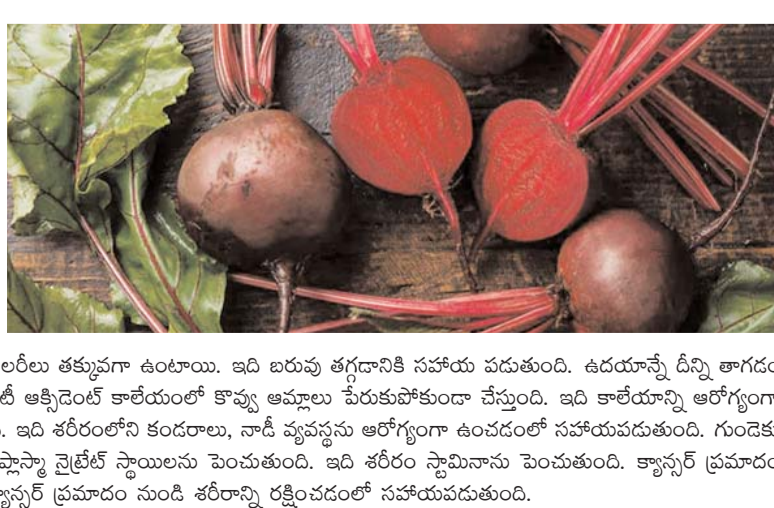 లరీలు తక్కువగా ఉంటాయి. ఇది బరువు తగ్గడానికి సహాయ పడుతుంది. ఉదయాన్నే దీన్ని తాగడం
టీ ఆక్సిడెంట్ కాలేయంలో కొవ్వు ఆమ్లాలు పేరుకుపోకుండా చేస్తుంది. ఇది కాలేయాన్ని ఆరోగ్యంగా
. ఇది శరీరంలోని కండరాలు, నాడీ వ్యవస్థను ఆరోగ్యంగా ఉంచడంలో సహాయపడుతుంది. గుండెకు
ప్లాస్మా నైట్రేట్ స్థాయిలను పెంచుతుంది. ఇది శరీరం స్టామినాను పెంచుతుంది. క్యాన్సర్ ప్రమాదం
్యాన్సర్ ప్రమాదం నుండి శరీరాన్ని రక్షించడంలో సహాయపడుతుంది.